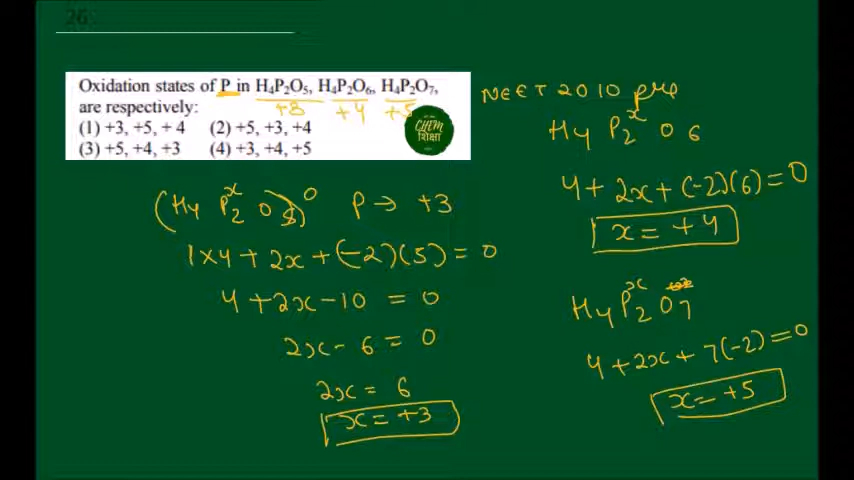 26
Oxidation states of P in H₄P₂O₅, H₄P₂O₆, H₄P₂O₇,
+3 +4 +5
are respectively:
(1) +3, +5, + 4 (2) +5, +3, +4
(3) +5, +4, +3 (4) +3, +4, +5
CHEM
शिक्षा
NEET 2010 pre
(H4 P2ˣ O5)⁰ P → +3
1×4 + 2x + (-2)(5) = 0
4 + 2x - 10 = 0
2x - 6 = 0
2x = 6
x = +3
H4 P2ˣ O6
4 + 2x + (-2)(6) = 0
x = +4
H4 P2ˣ O7
4 + 2x + 7(-2) = 0
x = +5